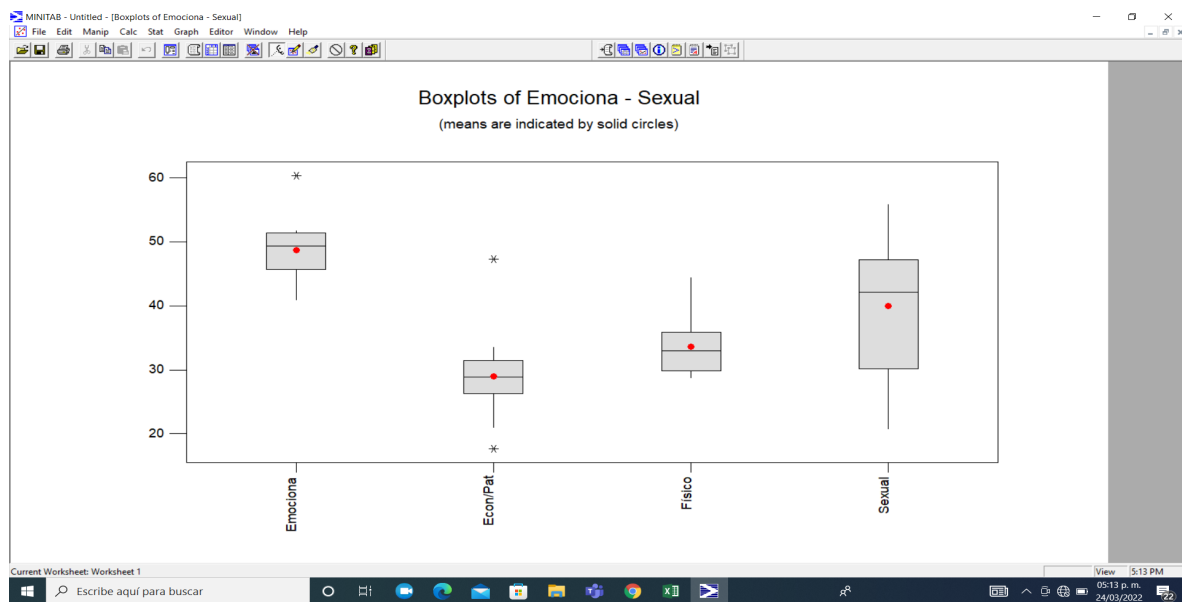 MINITAB - Untitled - [Boxplots of Emociona - Sexual]
File Edit Manip Calc Stat Graph Editor Window Help
Boxplots of Emociona - Sexual
(means are indicated by solid circles)
60
50
40
30
20
Emociona
Econ/Pat
Físico
Sexual
Current Worksheet: Worksheet 1
View 5:13 PM
Escribe aquí para buscar
05:13 p. m.
24/03/2022
22